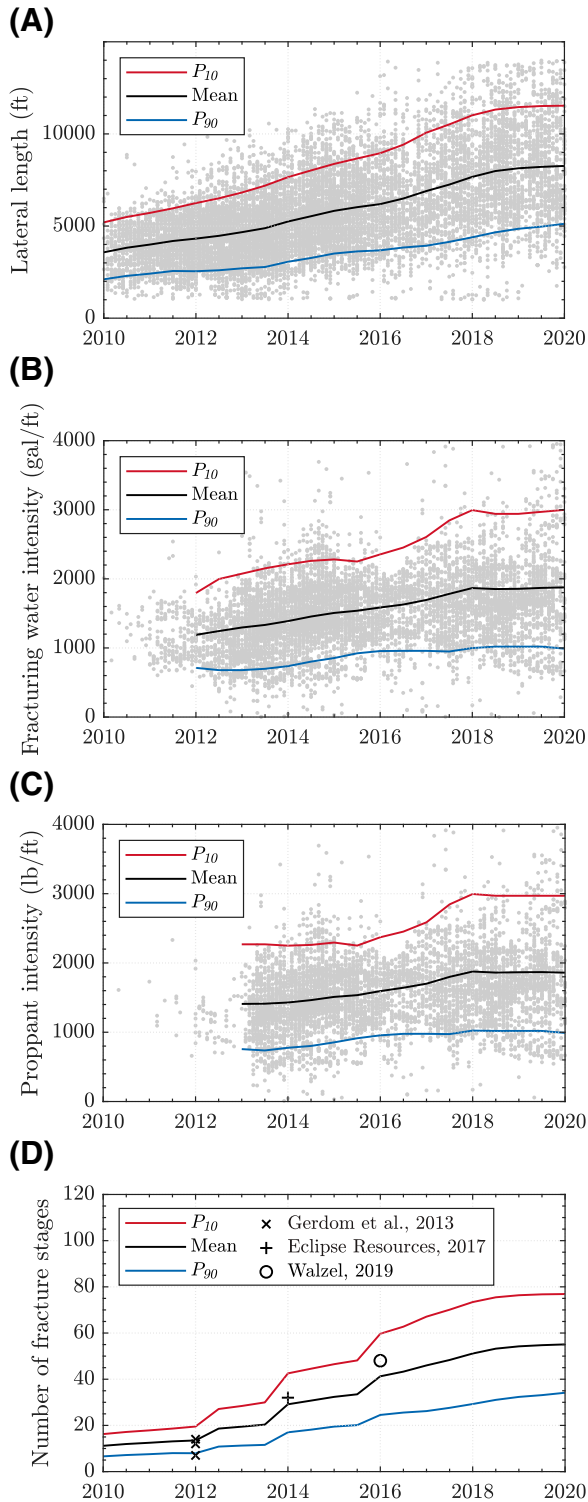 (A)
Lateral length (ft)
10000
5000
0
P10
Mean
P90
2010 2012 2014 2016 2018 2020
(B)
Fracturing water intensity (gal/ft)
4000
3000
2000
1000
0
P10
Mean
P90
2010 2012 2014 2016 2018 2020
(C)
Proppant intensity (lb/ft)
4000
3000
2000
1000
0
P10
Mean
P90
2010 2012 2014 2016 2018 2020
(D)
Number of fracture stages
120
100
80
60
40
20
0
P10
Mean
P90
Gerdom et al., 2013
Eclipse Resources, 2017
Walzel, 2019
2010 2012 2014 2016 2018 2020